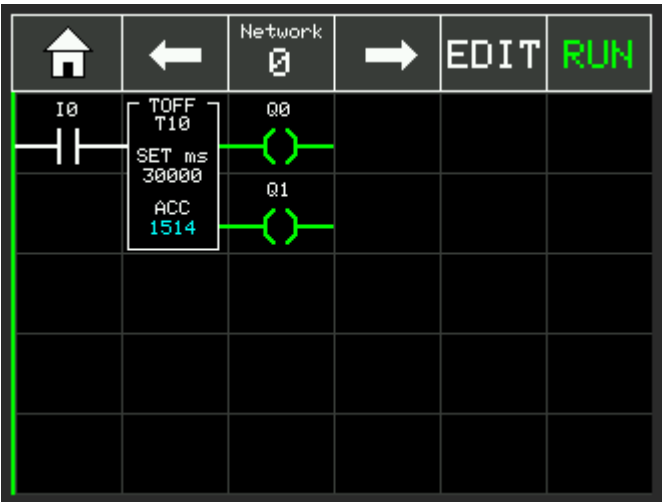 Network
0
EDIT
RUN
I0
TOFF
T10
SET ms
30000
ACC
1514
Q0
Q1